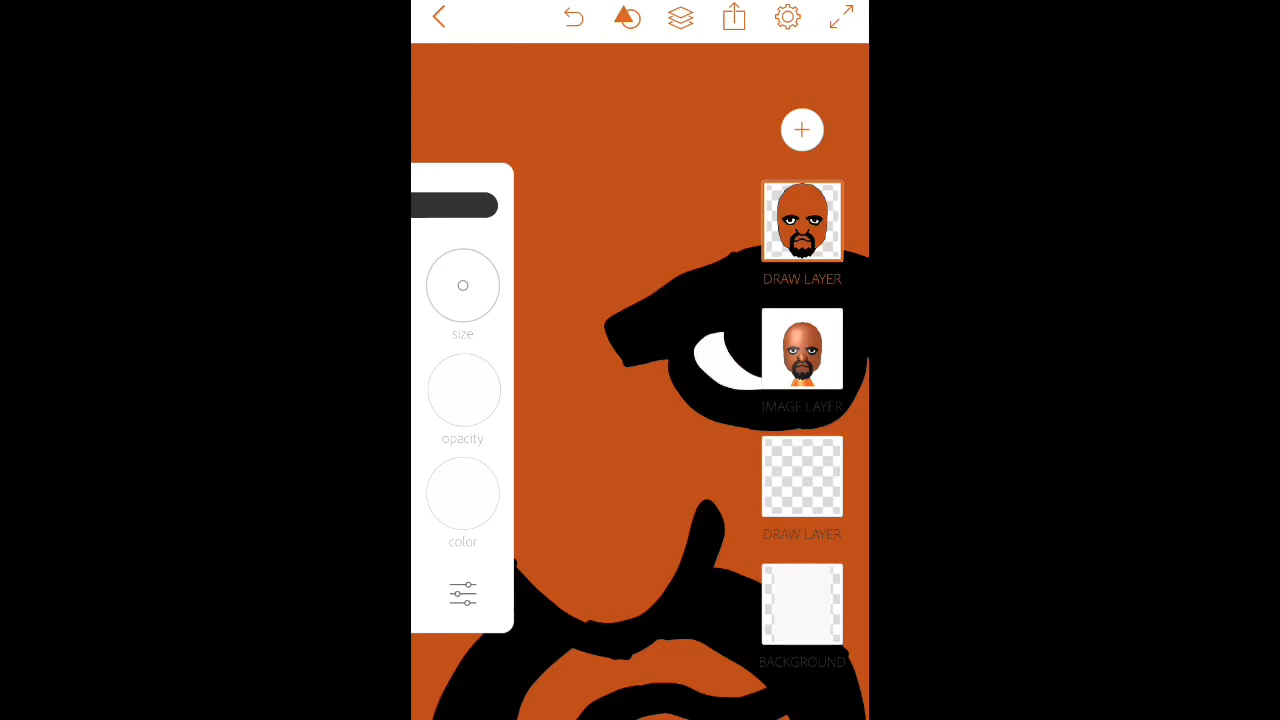 DRAW LAYER
size
IMAGE LAYER
opacity
DRAW LAYER
color
BACKGROUND